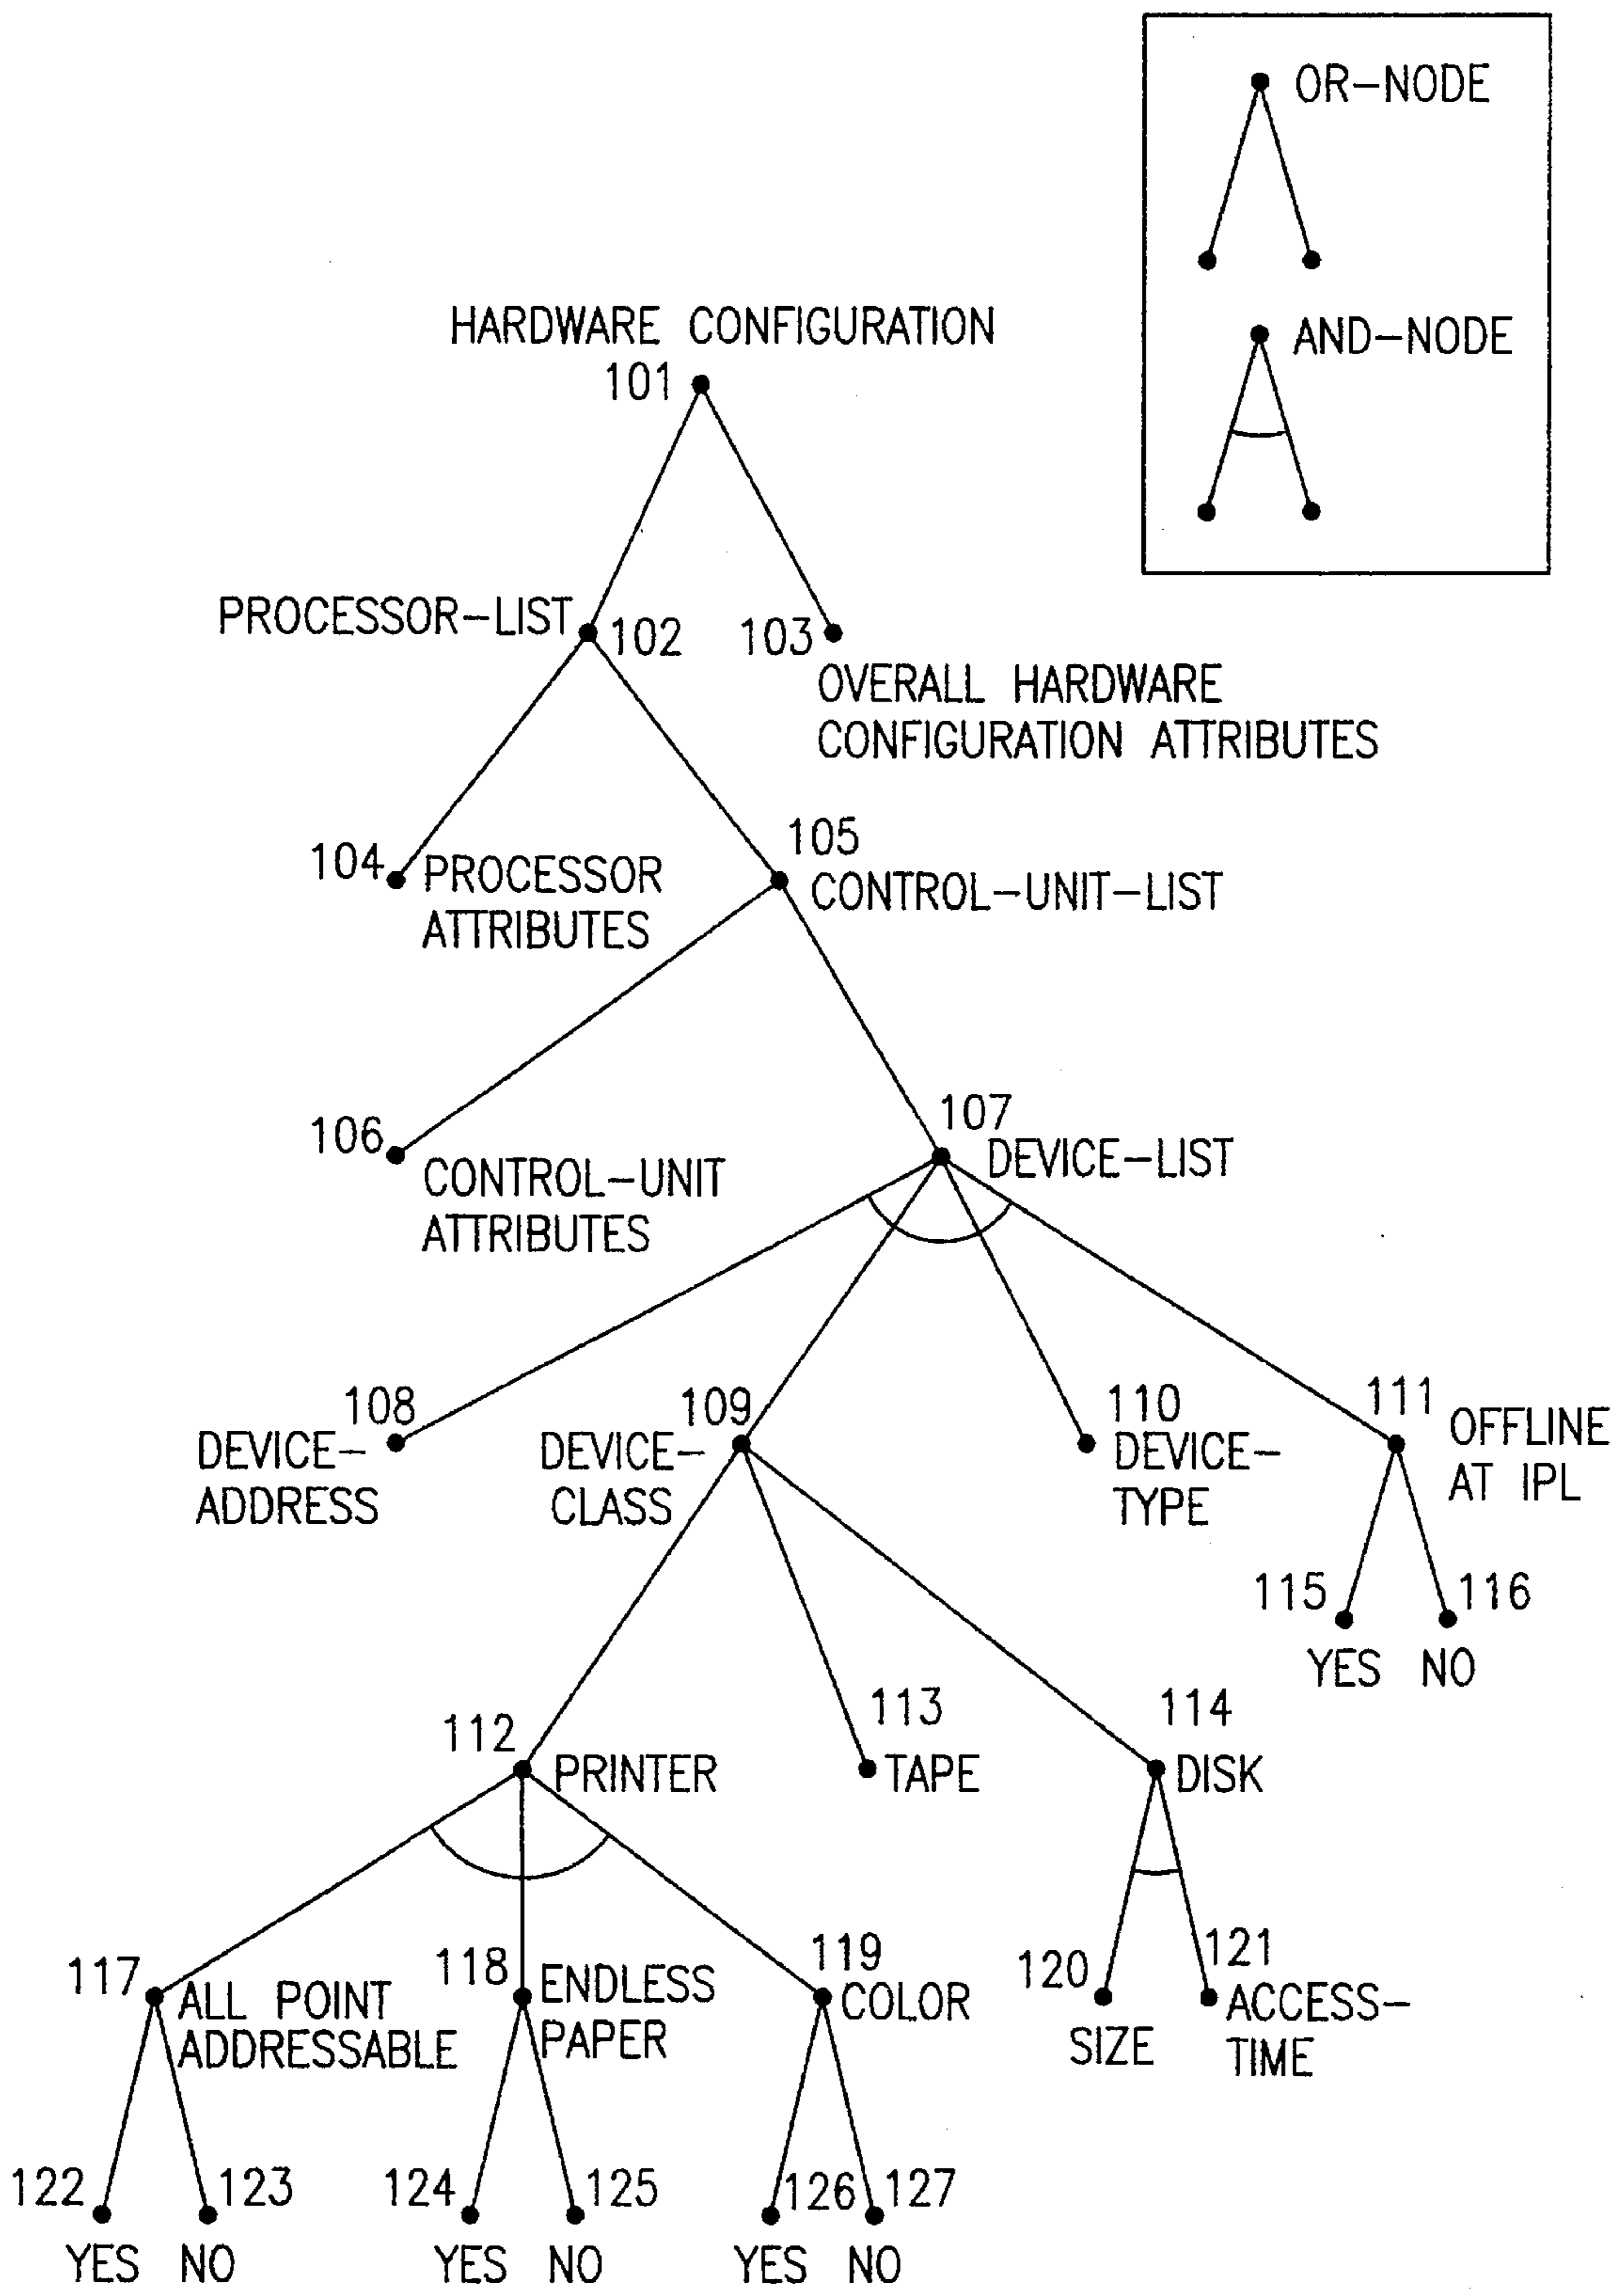 OR-NODE
AND-NODE
HARDWARE CONFIGURATION
101
PROCESSOR-LIST
102
103
OVERALL HARDWARE
CONFIGURATION ATTRIBUTES
104
PROCESSOR
ATTRIBUTES
105
CONTROL-UNIT-LIST
106
CONTROL-UNIT
ATTRIBUTES
107
DEVICE-LIST
108
DEVICE-
ADDRESS
109
DEVICE-
CLASS
110
DEVICE-
TYPE
111
OFFLINE
AT IPL
115
116
YES
NO
112
PRINTER
113
TAPE
114
DISK
117
ALL POINT
ADDRESSABLE
118
ENDLESS
PAPER
119
COLOR
120
SIZE
121
ACCESS-
TIME
122
YES
123
NO
124
YES
125
NO
126
YES
127
NO